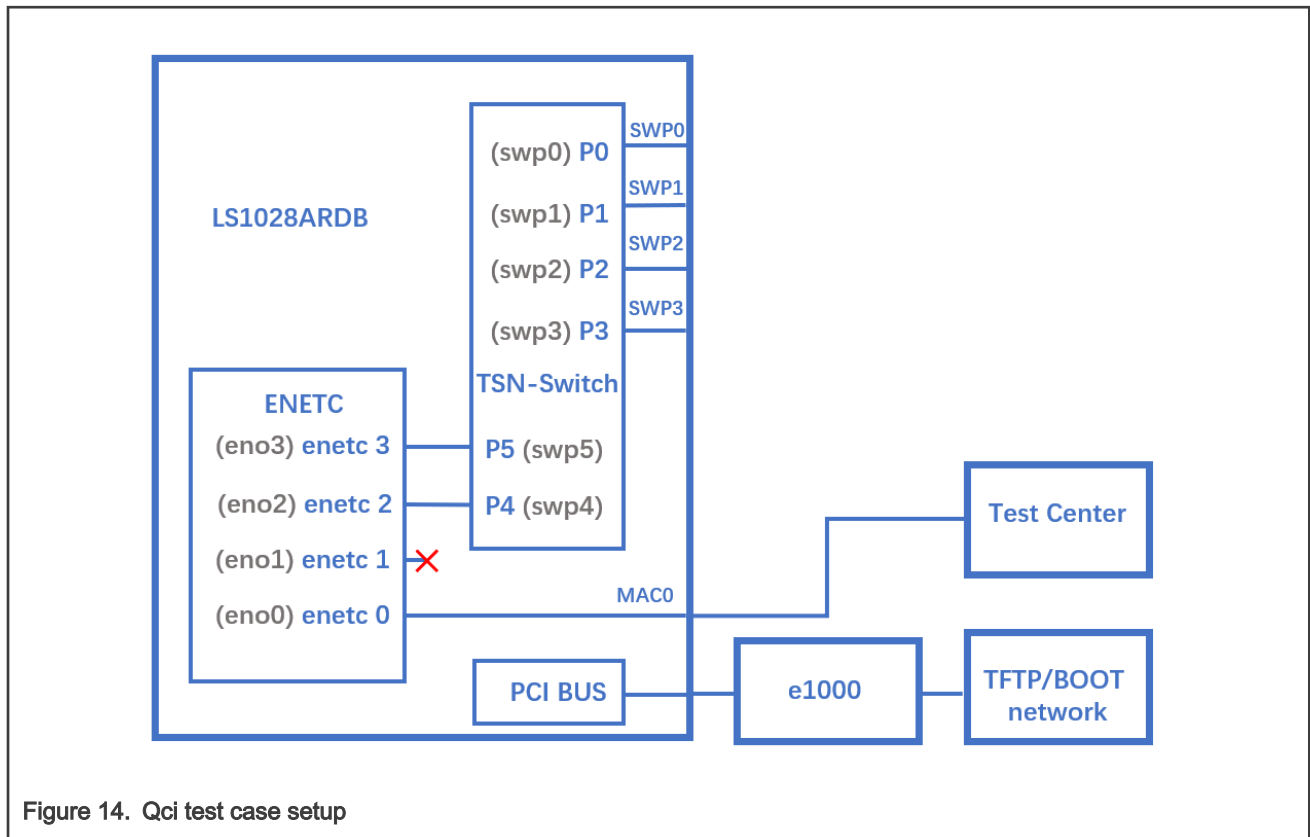 SWP0
(swp0) P0
SWP1
(swp1) P1
LS1028ARDB
SWP2
(swp2) P2
SWP3
(swp3) P3
TSN-Switch
ENETC
(eno3) enetc 3
P5 (swp5)
(eno2) enetc 2
P4 (swp4)
(eno1) enetc 1
(eno0) enetc 0
MAC0
Test Center
PCI BUS
e1000
TFTP/BOOT
network
Figure 14. Qci test case setup